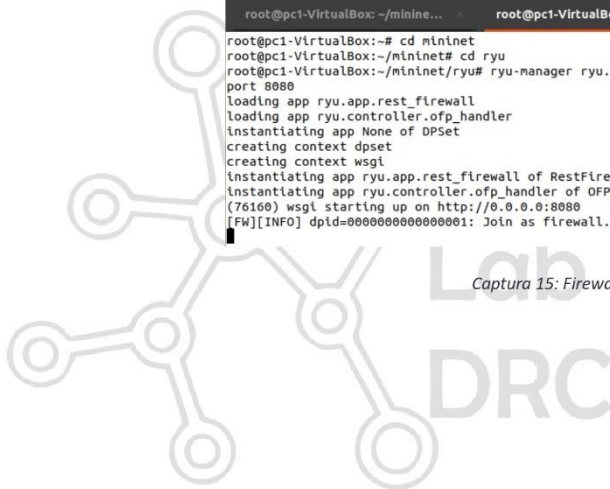 root@pc1-VirtualBox: ~/minine... × root@pc1-VirtualB
root@pc1-VirtualBox:~# cd mininet
root@pc1-VirtualBox:~/mininet# cd ryu
root@pc1-VirtualBox:~/mininet/ryu# ryu-manager ryu.
port 8080
loading app ryu.app.rest_firewall
loading app ryu.controller.ofp_handler
instantiating app None of DPSet
creating context dpset
creating context wsgi
instantiating app ryu.app.rest_firewall of RestFire
instantiating app ryu.controller.ofp_handler of OFP
(76160) wsgi starting up on http://0.0.0.0:8080
[FW][INFO] dpid=0000000000000001: Join as firewall.
Captura 15: Firewa
Lab
DRC